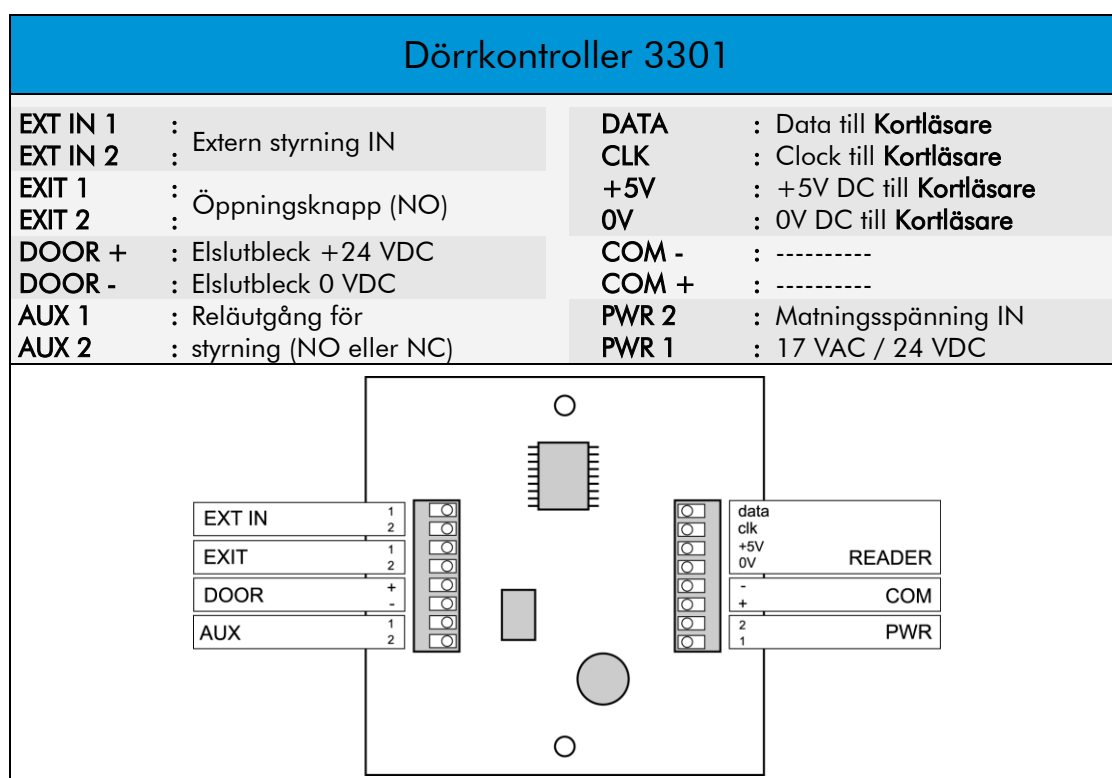 Dörrkontroller 3301
EXT IN 1 :
EXT IN 2 :
Extern styrning IN
EXIT 1 :
EXIT 2 :
Öppningsknapp (NO)
DOOR + : Elslutbleck +24 VDC
DOOR - : Elslutbleck 0 VDC
AUX 1 : Reläutgång för
AUX 2 : styrning (NO eller NC)
DATA : Data till Kortläsare
CLK : Clock till Kortläsare
+5V : +5V DC till Kortläsare
0V : 0V DC till Kortläsare
COM - : ----------
COM + : ----------
PWR 2 : Matningsspänning IN
PWR 1 : 17 VAC / 24 VDC
EXT IN 1
2
EXIT 1
2
DOOR +
-
AUX 1
2
data
clk
+5V
0V READER
-
+ COM
2
1 PWR